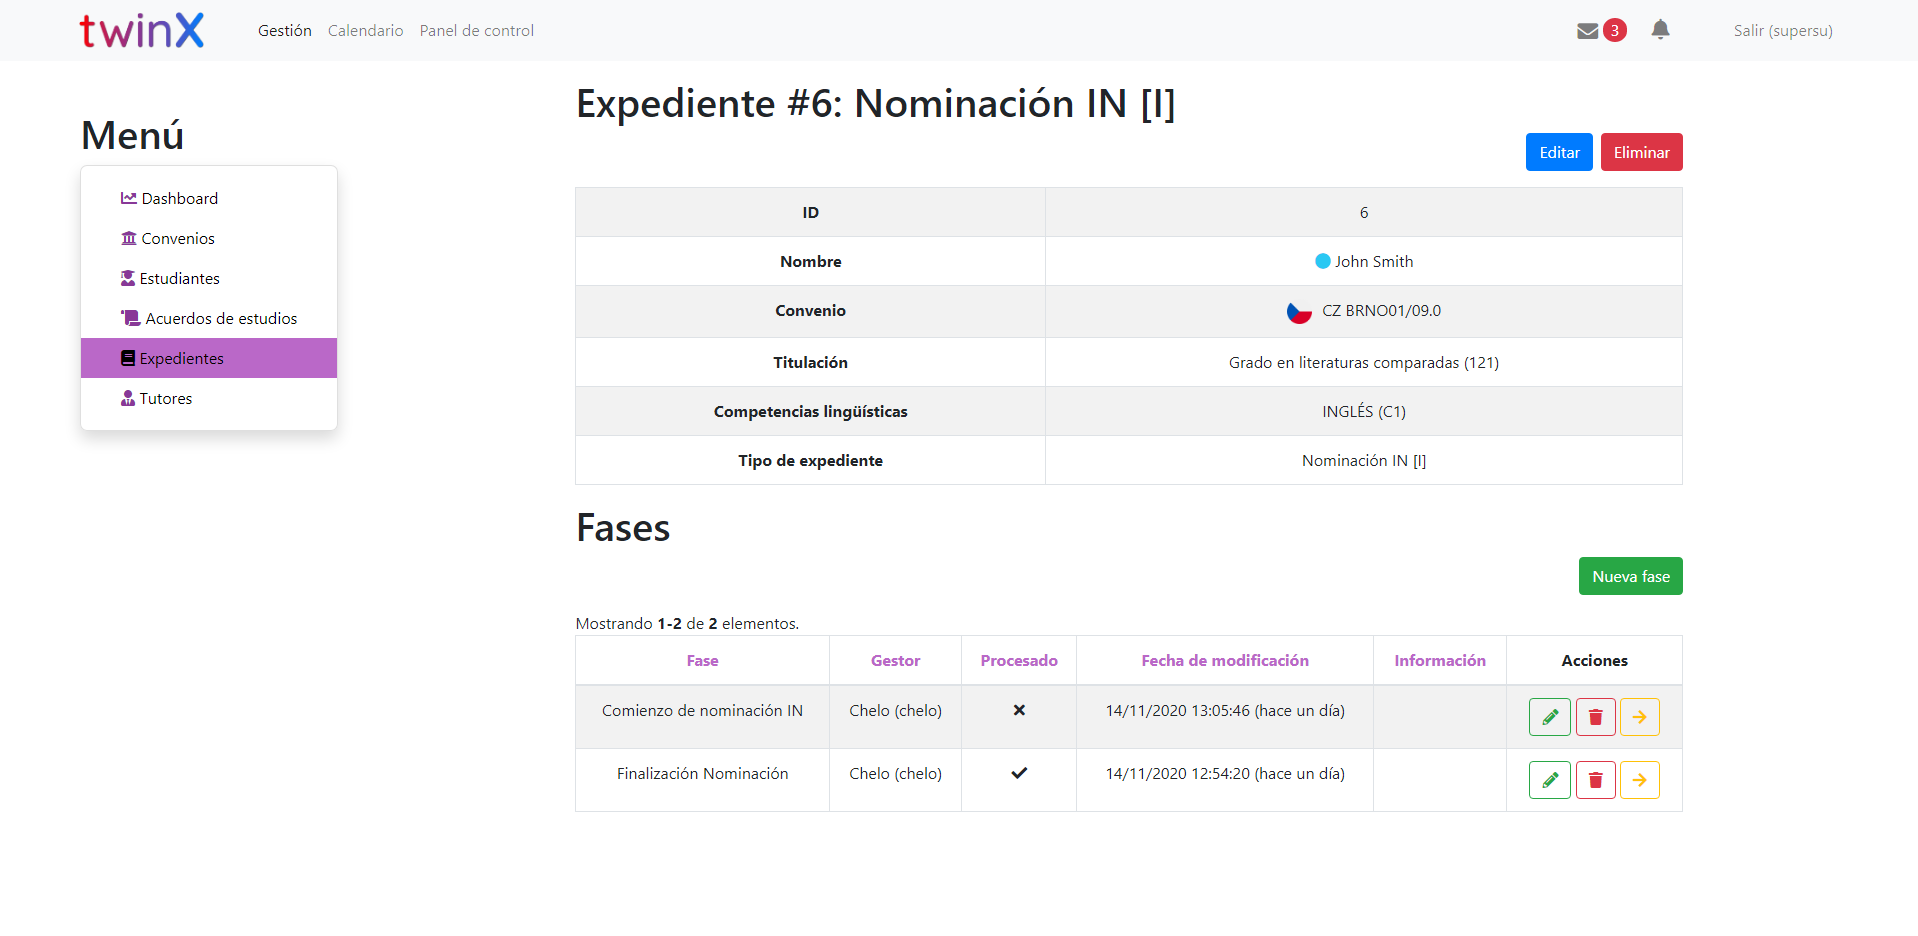 twinX Gestión Calendario Panel de control 3 Salir (supersu)
Menú
Dashboard
Convenios
Estudiantes
Acuerdos de estudios
Expedientes
Tutores
Expediente #6: Nominación IN [I]
Editar Eliminar
ID 6
Nombre John Smith
Convenio CZ BRNO01/09.0
Titulación Grado en literaturas comparadas (121)
Competencias lingüísticas INGLÉS (C1)
Tipo de expediente Nominación IN [I]
Fases
Nueva fase
Mostrando 1-2 de 2 elementos.
Fase Gestor Procesado Fecha de modificación Información Acciones
Comienzo de nominación IN Chelo (chelo) 14/11/2020 13:05:46 (hace un día)
Finalización Nominación Chelo (chelo) 14/11/2020 12:54:20 (hace un día)